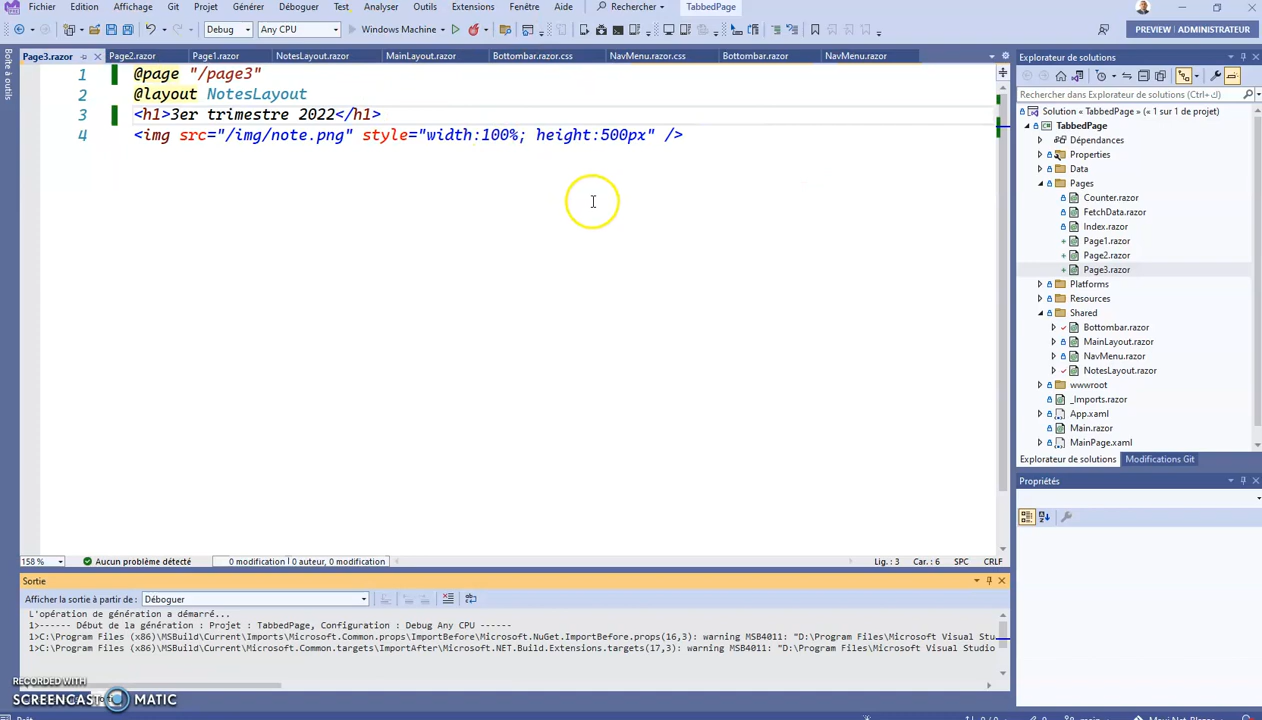 Fichier Edition Affichage Git Projet Générer Déboguer Test Analyser Outils Extensions Fenêtre Aide Rechercher TabbedPage
Debug Any CPU Windows Machine PREVIEW | ADMINISTRATEUR
Boîte à outils
Page3.razor Page2.razor Page1.razor NotesLayout.razor MainLayout.razor Bottombar.razor.css NavMenu.razor.css Bottombar.razor NavMenu.razor
1 @page "/page3"
2 @layout NotesLayout
3 <h1>3er trimestre 2022</h1>
4 <img src="/img/note.png" style="width:100%; height:500px" />
158 % Aucun problème détecté 0 modification | 0 auteur, 0 modification Lig. : 3 Car. : 6 SPC CRLF
Sortie
Afficher la sortie à partir de : Déboguer
L'opération de génération a démarré...
1>------ Début de la génération : Projet : TabbedPage, Configuration : Debug Any CPU ------
1>C:\Program Files (x86)\MSBuild\Current\Imports\Microsoft.Common.props\ImportBefore\Microsoft.NuGet.ImportBefore.props(16,3): warning MSB4011: "D:\Program Files\Microsoft Visual Stu
1>C:\Program Files (x86)\MSBuild\Current\Microsoft.Common.targets\ImportAfter\Microsoft.NET.Build.Extensions.targets(17,3): warning MSB4011: "D:\Program Files\Microsoft Visual Studio
RECORDED WITH
SCREENCAST MATIC
Explorateur de solutions
Rechercher dans Explorateur de solutions (Ctrl+ك)
Solution « TabbedPage » (« 1 sur 1 projet)
TabbedPage
Dépendances
Properties
Data
Pages
Counter.razor
FetchData.razor
Index.razor
Page1.razor
Page2.razor
Page3.razor
Platforms
Resources
Shared
Bottombar.razor
MainLayout.razor
NavMenu.razor
NotesLayout.razor
wwwroot
_Imports.razor
App.xaml
Main.razor
MainPage.xaml
Explorateur de solutions Modifications Git
Propriétés